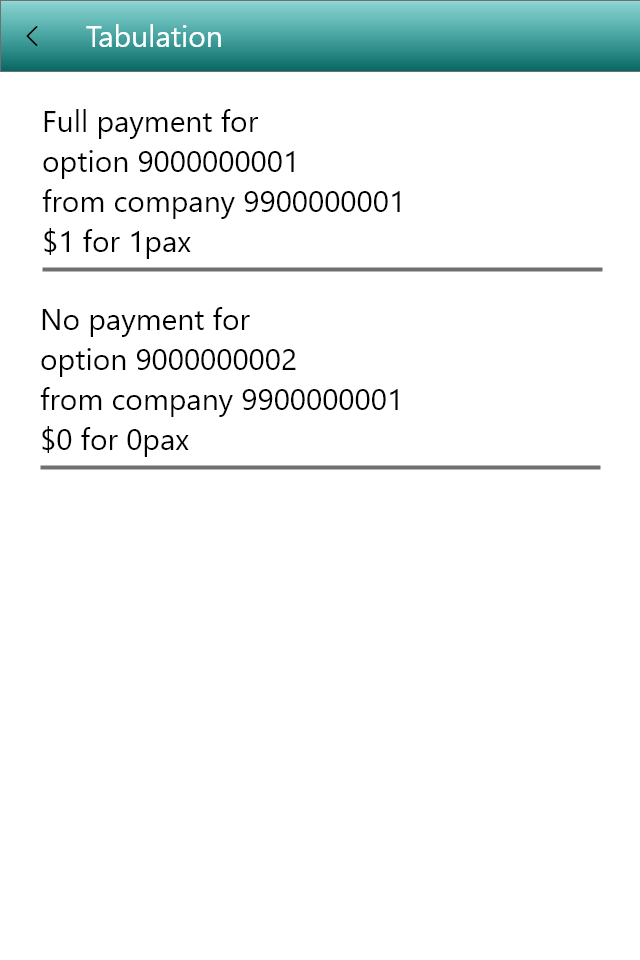 Tabulation
Full payment for
option 9000000001
from company 9900000001
$1 for 1pax
No payment for
option 9000000002
from company 9900000001
$0 for 0pax